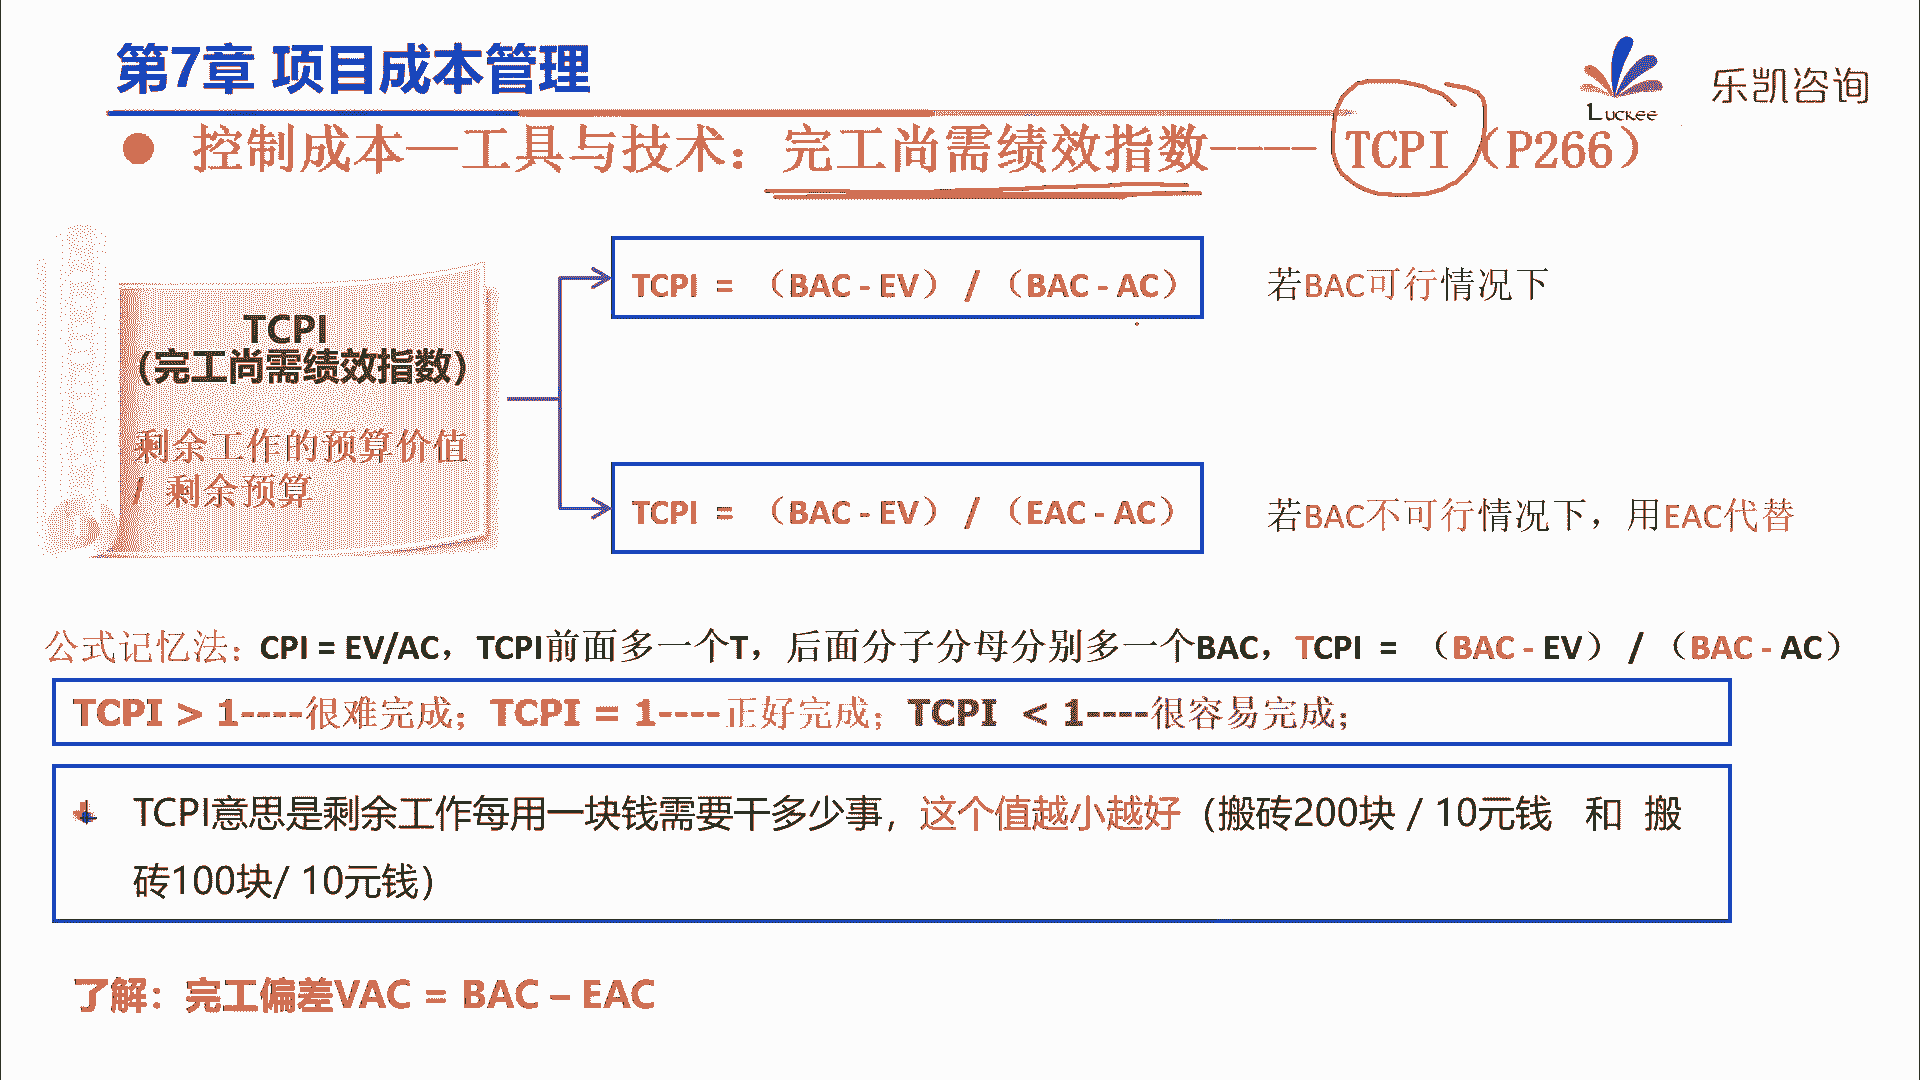 第7章 项目成本管理
Luckee
乐凯咨询
● 控制成本—工具与技术：完工尚需绩效指数---- TCPI（P266）
TCPI = （BAC - EV） / （BAC - AC）
若BAC可行情况下
TCPI
(完工尚需绩效指数)
剩余工作的预算价值
/ 剩余预算
TCPI = （BAC - EV） / （EAC - AC）
若BAC不可行情况下，用EAC代替
公式记忆法：CPI = EV/AC，TCPI前面多一个T，后面分子分母分别多一个BAC，TCPI = （BAC - EV） / （BAC - AC）
TCPI > 1----很难完成；TCPI = 1----正好完成；TCPI < 1----很容易完成；
TCPI意思是剩余工作每用一块钱需要干多少事，这个值越小越好（搬砖200块 / 10元钱 和 搬
砖100块/ 10元钱）
了解：完工偏差VAC = BAC – EAC